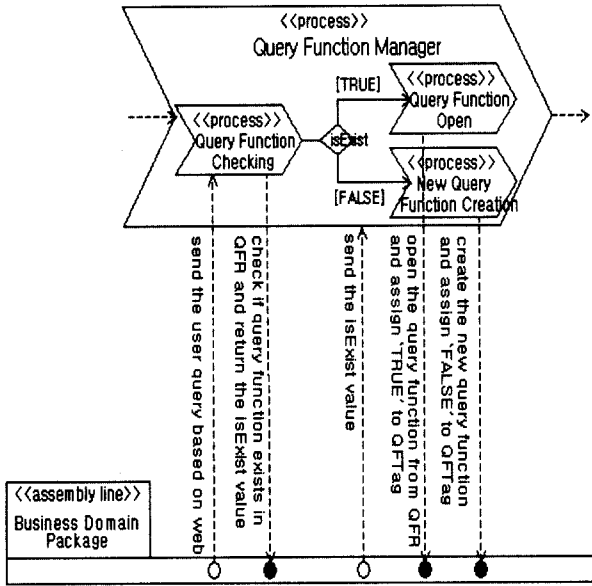 <<process>>
Query Function Manager
[TRUE]
<<process>>
Query Function
Open
<<process>>
Query Function
Checking
isExist
<<process>>
New Query
Function Creation
[FALSE]
send the user query based on web
check if query function exists in
QFR and return the isExist value
send the isExist value
open the query function from QFR
and assign 'TRUE' to QFTag
create the new query function
and assign 'FALSE' to QFTag
<<assembly line>>
Business Domain
Package